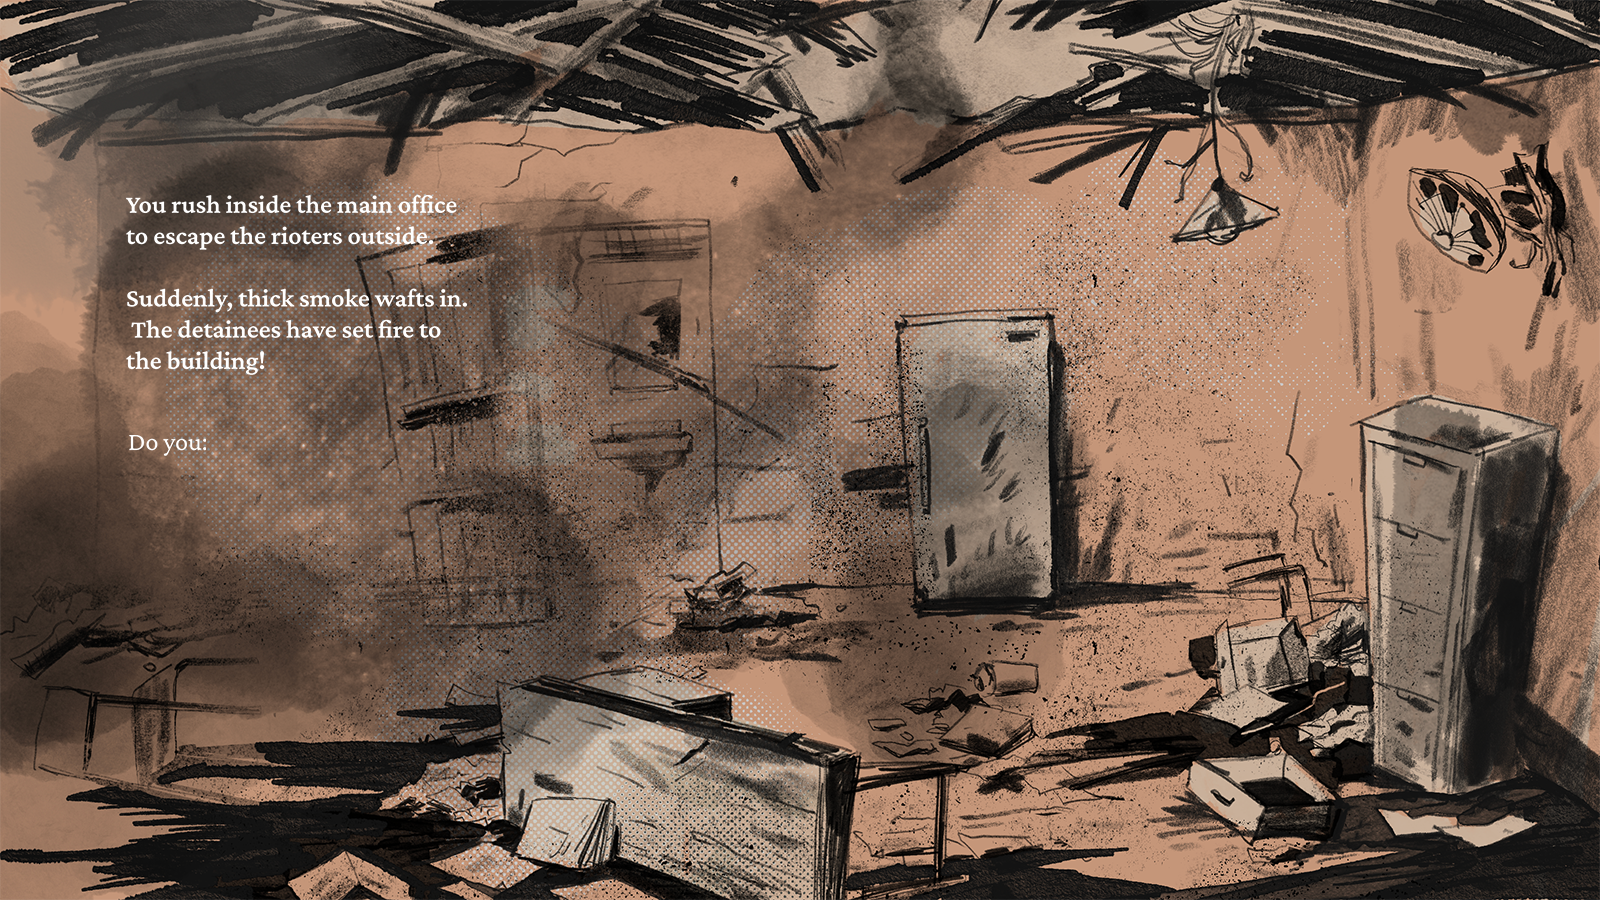 You rush inside the main office
to escape the rioters outside.
Suddenly, thick smoke wafts in.
The detainees have set fire to
the building!
Do you: